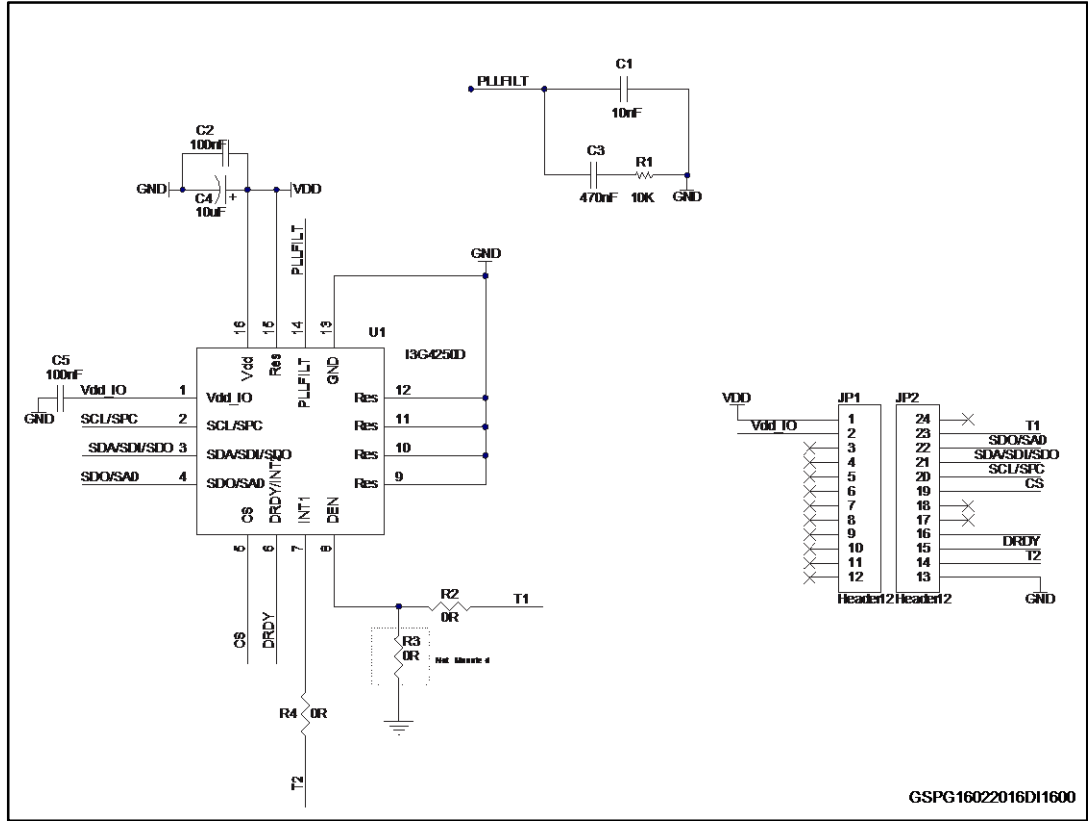 PLLFILT
C1
10nF
C3
R1
470nF
10K
GND
C2
100nF
GND
C4
+
10uF
VDD
PLLFILT
GND
16
15
14
13
U1
I3G4250D
Vdd
Res
PLLFILT
GND
C5
100nF
GND
Vdd_IO
1
Vdd_IO
SCL/SPC
2
SCL/SPC
SDA/SDI/SDO
3
SDA/SDI/SDO
SDO/SA0
4
SDO/SA0
Res
12
Res
11
Res
10
Res
9
CS
DRDY/INT2
INT1
DEN
5
6
7
8
CS
DRDY
R2
0R
T1
R3
0R
Not Mounted
R4
0R
T2
VDD
Vdd_IO
JP1
1
2
3
4
5
6
7
8
9
10
11
12
Header12
JP2
24
23
22
21
20
19
18
17
16
15
14
13
Header12
T1
SDO/SA0
SDA/SDI/SDO
SCL/SPC
CS
DRDY
T2
GND
GSPG16022016DI1600